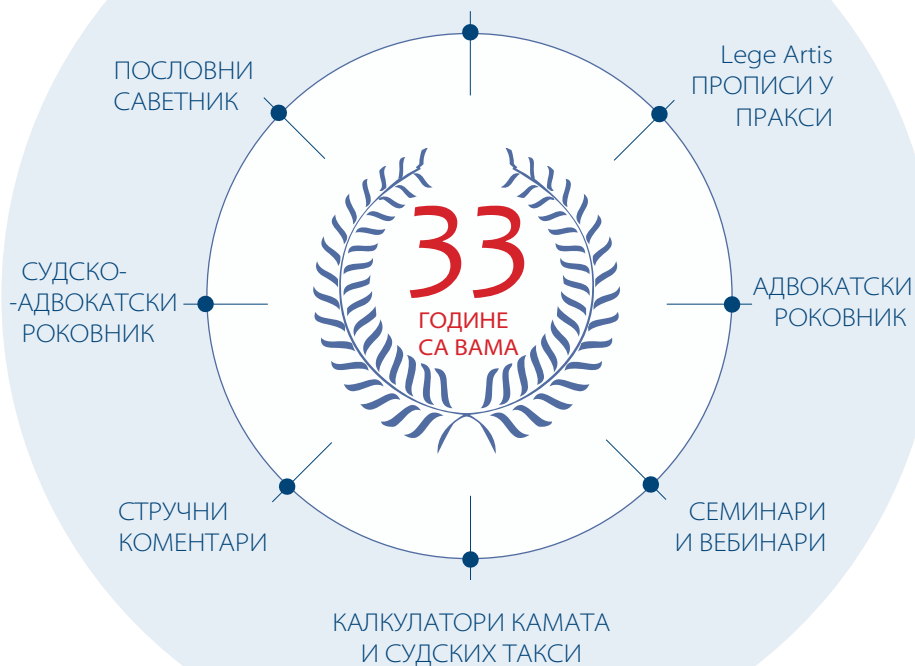 ПОСЛОВНИ
САВЕТНИК
Lege Artis
ПРОПИСИ У
ПРАКСИ
33
ГОДИНЕ
СА ВАМА
СУДСКО-
-АДВОКАТСКИ
РОКОВНИК
АДВОКАТСКИ
РОКОВНИК
СТРУЧНИ
КОМЕНТАРИ
СЕМИНАРИ
И ВЕБИНАРИ
КАЛКУЛАТОРИ КАМАТА
И СУДСКИХ ТАКСИ